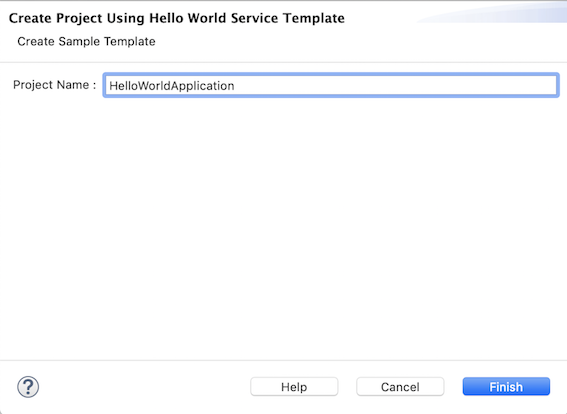 Create Project Using Hello World Service Template
Create Sample Template
Project Name : HelloWorldApplication
? Help Cancel Finish